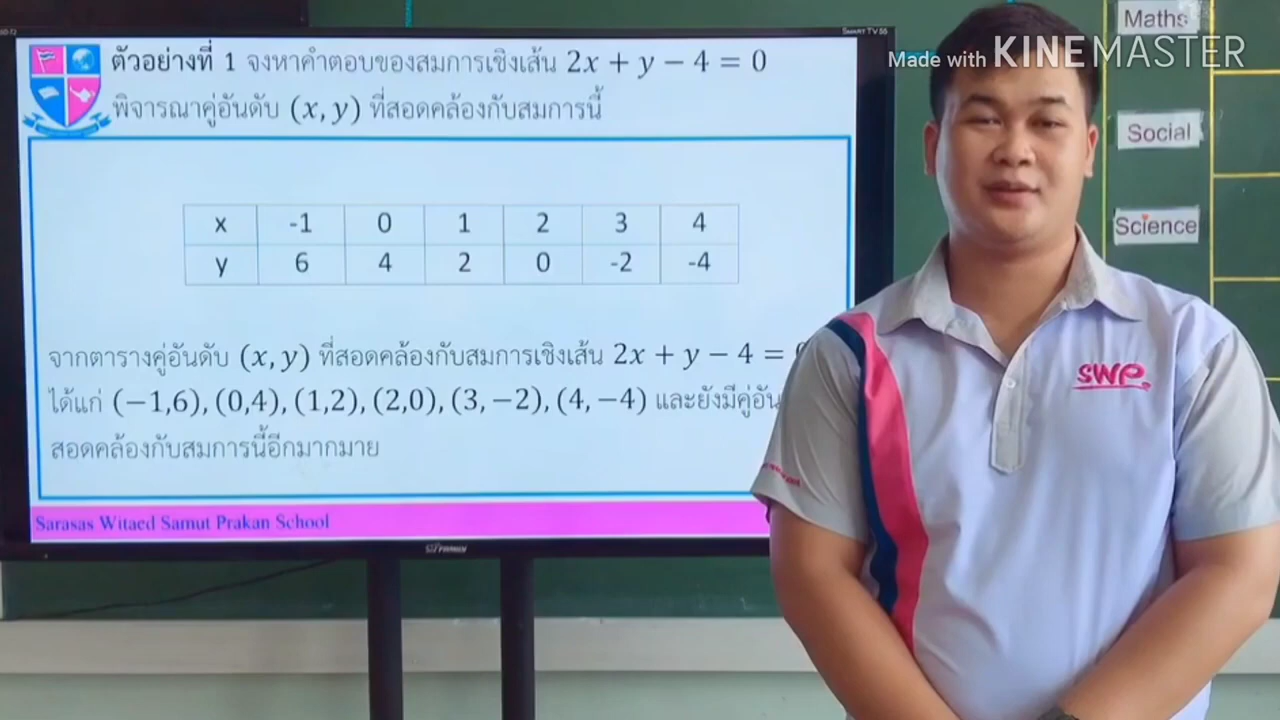 SMART TV 55
Made with KINEMASTER
Maths
Social
Science
ตัวอย่างที่ 1 จงหาคำตอบของสมการเชิงเส้น 2x + y − 4 = 0
พิจารณาคู่อันดับ (x, y) ที่สอดคล้องกับสมการนี้
x -1 0 1 2 3 4
y 6 4 2 0 -2 -4
จากตารางคู่อันดับ (x, y) ที่สอดคล้องกับสมการเชิงเส้น 2x + y − 4 =
ได้แก่ (−1,6), (0,4), (1,2), (2,0), (3, −2), (4, −4) และยังมีคู่อัน
สอดคล้องกับสมการนี้อีกมากมาย
Sarasas Witaed Samut Prakan School
SWP